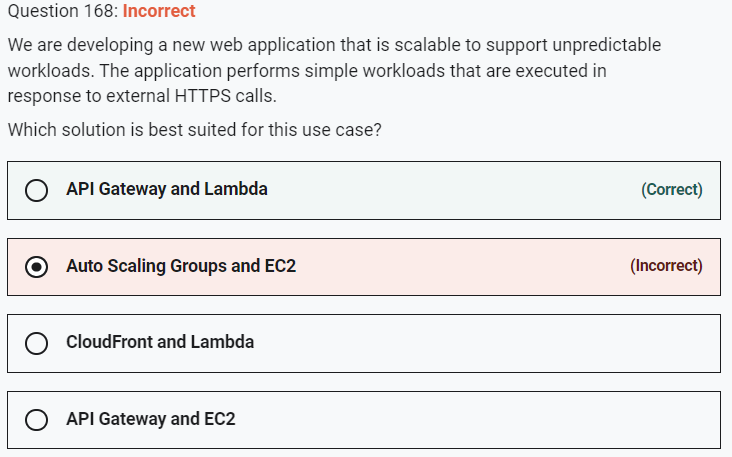 Question 168: Incorrect
We are developing a new web application that is scalable to support unpredictable
workloads. The application performs simple workloads that are executed in
response to external HTTPS calls.
Which solution is best suited for this use case?
API Gateway and Lambda (Correct)
Auto Scaling Groups and EC2 (Incorrect)
CloudFront and Lambda
API Gateway and EC2